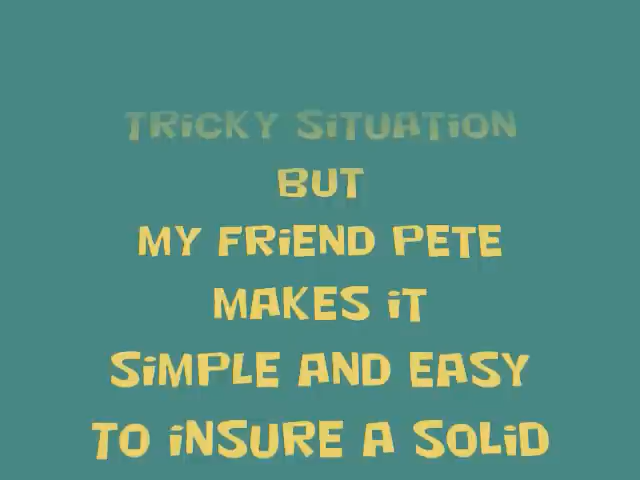 TRiCKY SiTUATiON
BUT
MY FRiEND PETE
MAKES iT
SiMPLE AND EASY
TO iNSURE A SOLiD